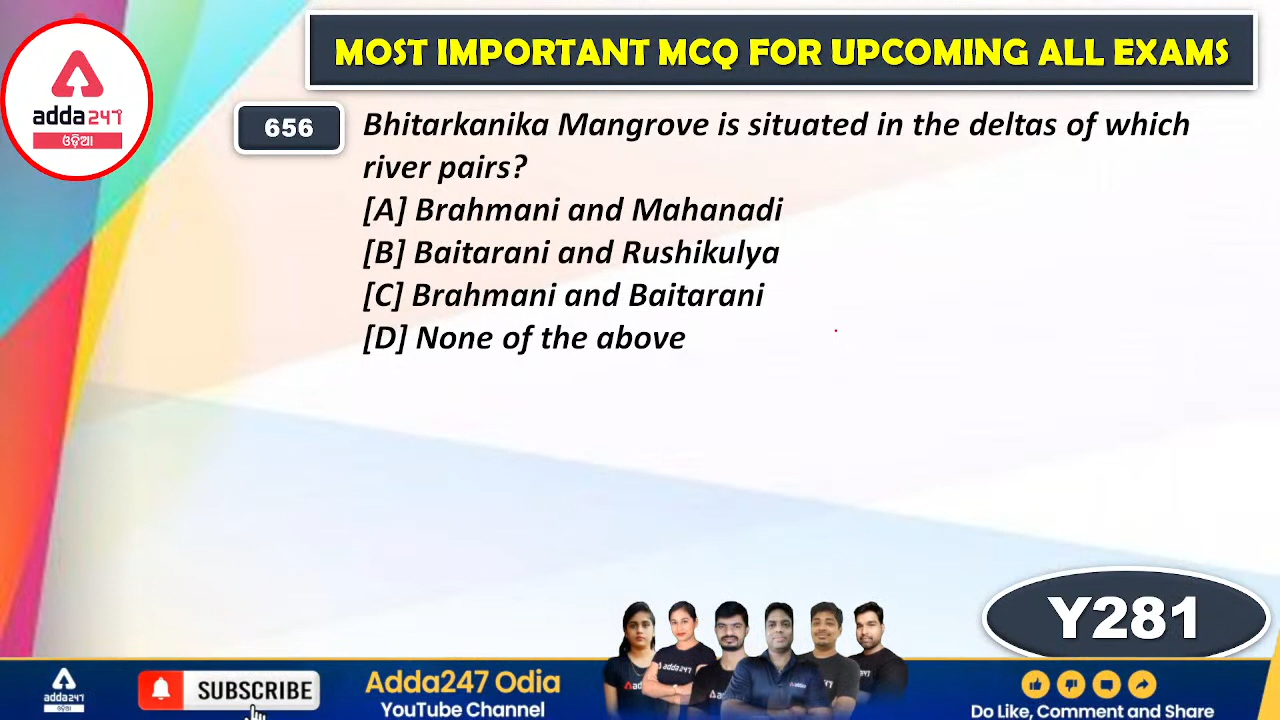 MOST IMPORTANT MCQ FOR UPCOMING ALL EXAMS
adda247
ଓଡ଼ିଆ
656
Bhitarkanika Mangrove is situated in the deltas of which
river pairs?
[A] Brahmani and Mahanadi
[B] Baitarani and Rushikulya
[C] Brahmani and Baitarani
[D] None of the above
Y281
adda247
ଓଡ଼ିଆ
SUBSCRIBE
Adda247 Odia
YouTube Channel
adda247
Do Like, Comment and Share